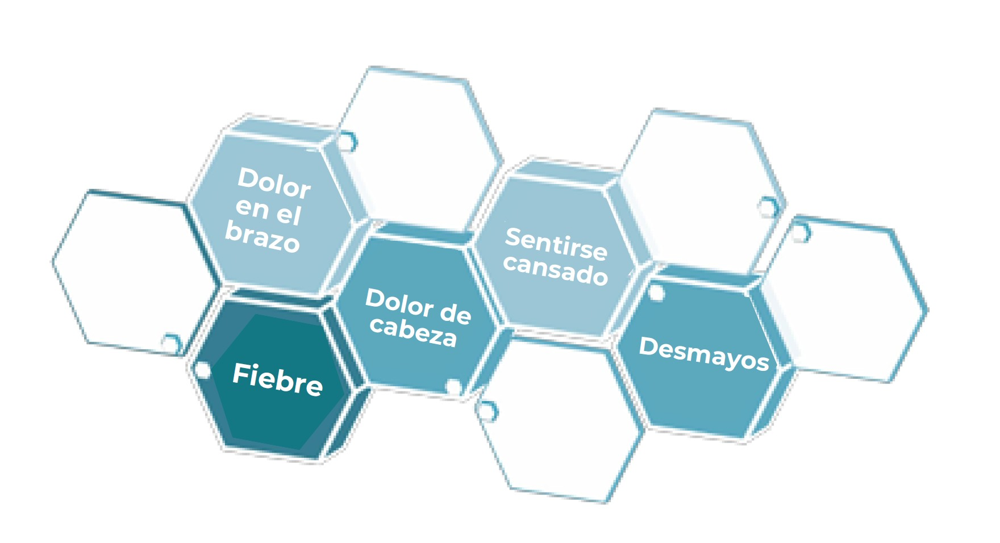 Dolor
en el
brazo
Sentirse
cansado
Dolor de
cabeza
Desmayos
Fiebre